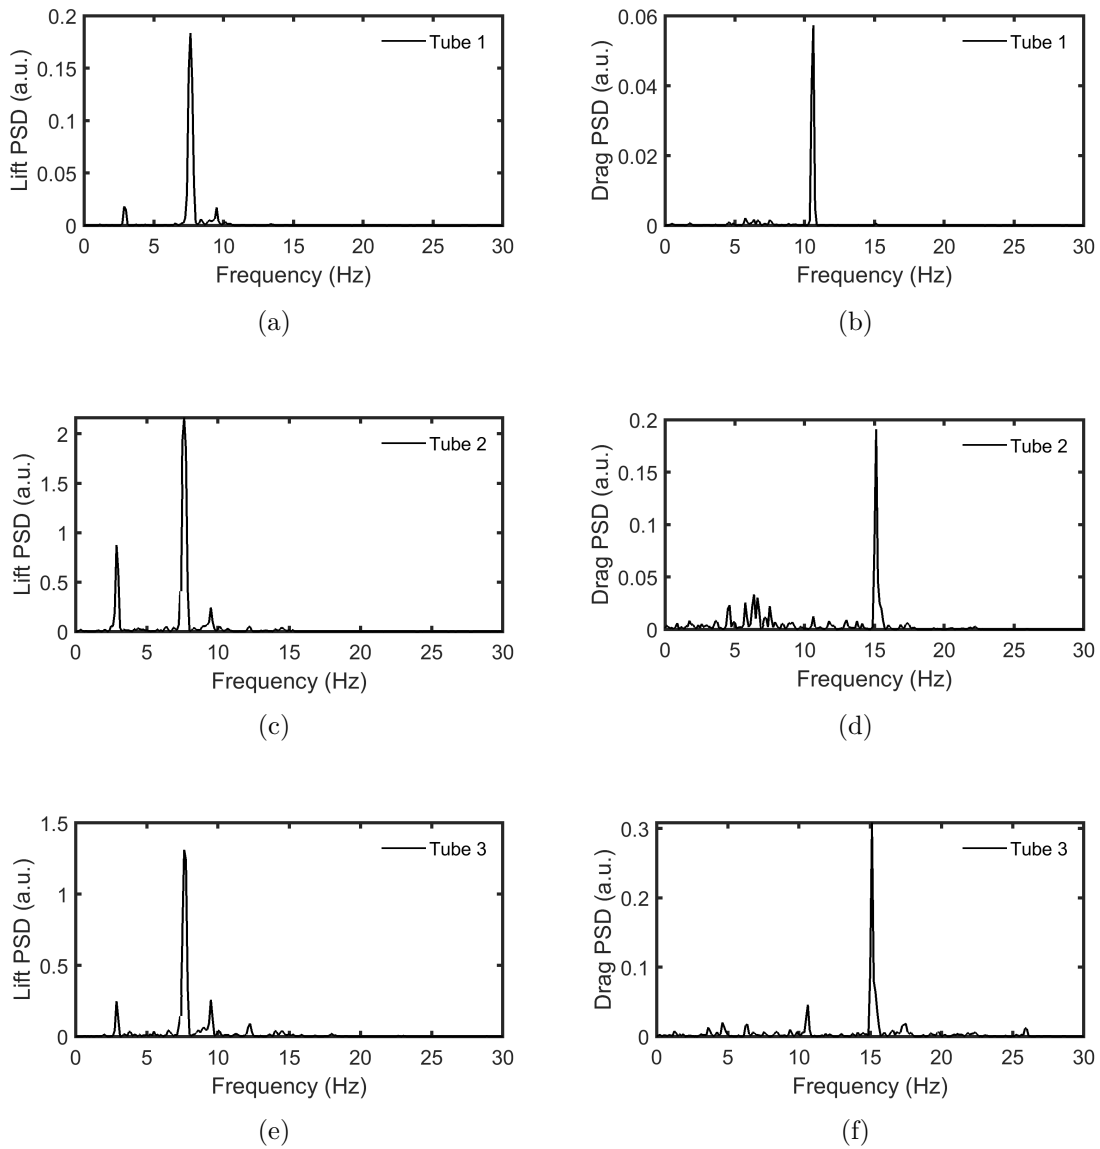 0.2
0.15
0.1
0.05
0
Lift PSD (a.u.)
Tube 1
0 5 10 15 20 25 30
Frequency (Hz)
(a)
0.06
0.04
0.02
0
Drag PSD (a.u.)
Tube 1
0 5 10 15 20 25 30
Frequency (Hz)
(b)
2
1.5
1
0.5
0
Lift PSD (a.u.)
Tube 2
0 5 10 15 20 25 30
Frequency (Hz)
(c)
0.2
0.15
0.1
0.05
0
Drag PSD (a.u.)
Tube 2
0 5 10 15 20 25 30
Frequency (Hz)
(d)
1.5
1
0.5
0
Lift PSD (a.u.)
Tube 3
0 5 10 15 20 25 30
Frequency (Hz)
(e)
0.3
0.2
0.1
0
Drag PSD (a.u.)
Tube 3
0 5 10 15 20 25 30
Frequency (Hz)
(f)